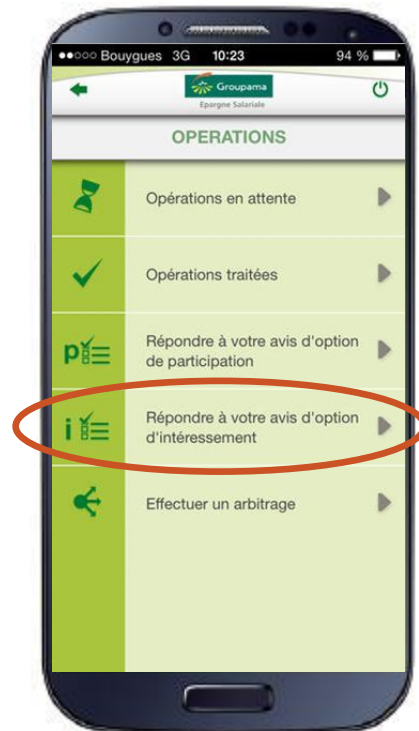 Bouygues 3G 10:23 94 %
Groupama
Epargne Salariale
OPERATIONS
Opérations en attente
Opérations traitées
p
Répondre à votre avis d'option
de participation
i
Répondre à votre avis d'option
d'intéressement
Effectuer un arbitrage